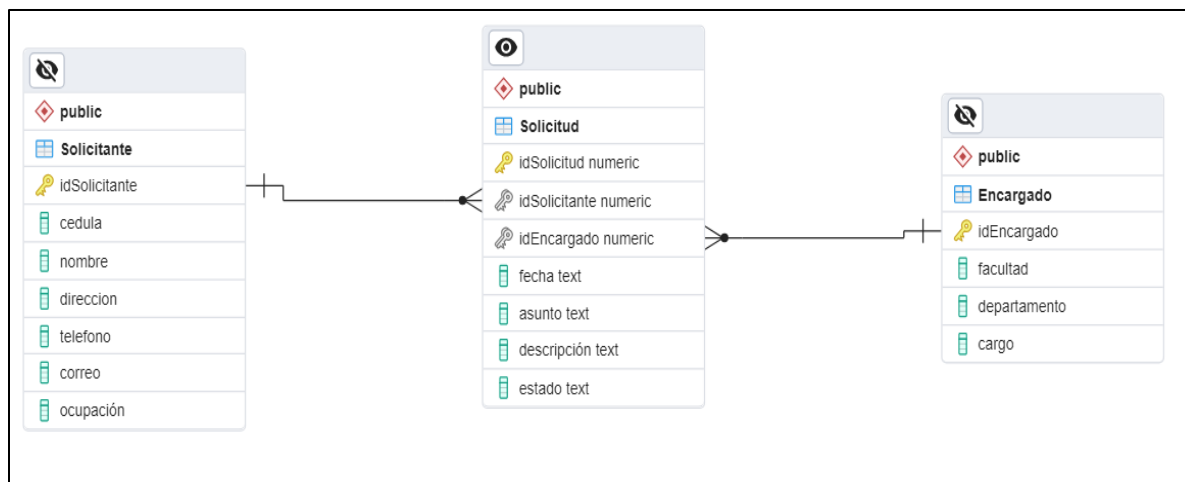 public
Solicitante
idSolicitante
cedula
nombre
direccion
telefono
correo
ocupación
public
Solicitud
idSolicitud numeric
idSolicitante numeric
idEncargado numeric
fecha text
asunto text
descripción text
estado text
public
Encargado
idEncargado
facultad
departamento
cargo